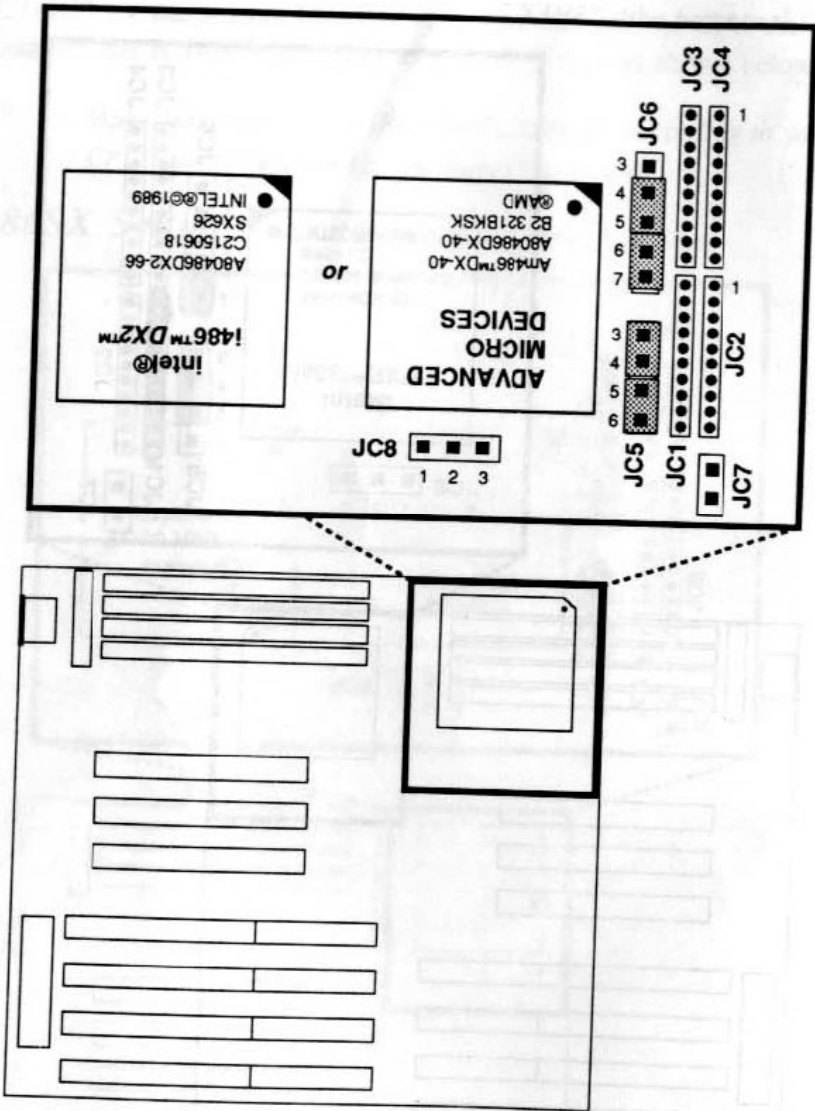 JC3
JC4
JC6
1
3
4
5
6
7
1
3
4
5
6
JC2
JC5
JC1
JC7
JC8
1 2 3
intel®
i486™ DX2™
A80486DX2-66
C2150618
SX626
INTEL®©1989
or
ADVANCED
MICRO
DEVICES
Am486™DX-40
A80486DX-40
B2 321BKSK
®AMD